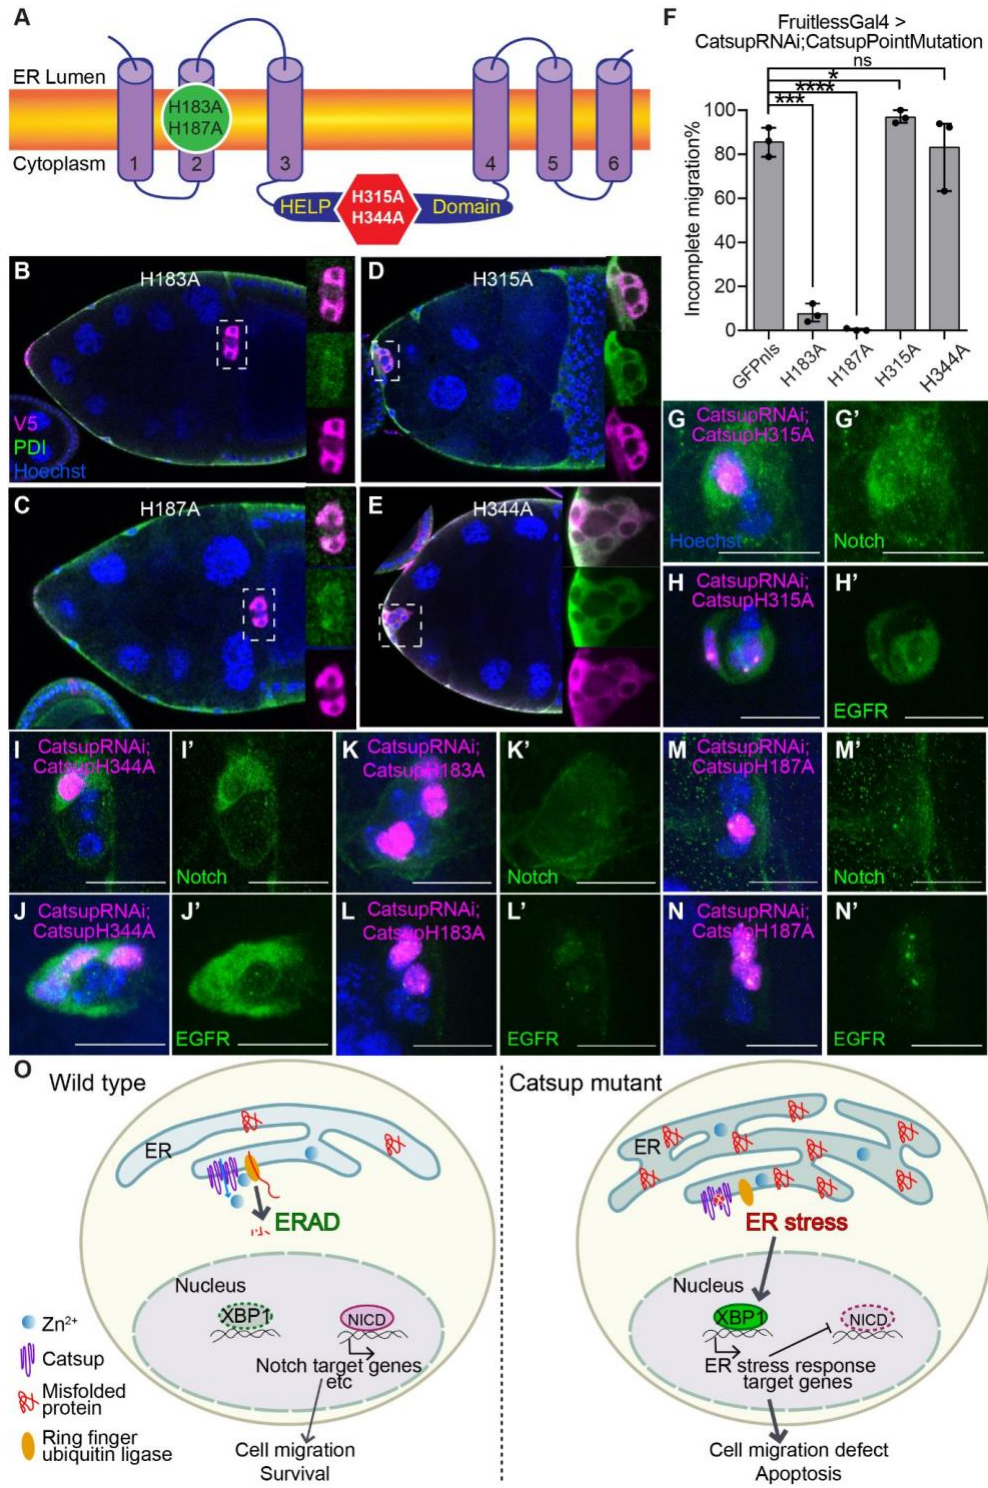 A
ER Lumen
H183A
H187A
Cytoplasm
1
2
3
4
5
6
HELP
H315A
H344A
Domain
F
FruitlessGal4 >
CatsupRNAi;CatsupPointMutation
ns
*
****
***
Incomplete migration%
100
80
60
40
20
0
GFPnls
H183A
H187A
H315A
H344A
B
H183A
V5
PDI
Hoechst
D
H315A
C
H187A
E
H344A
G
CatsupRNAi;
CatsupH315A
Hoechst
G'
Notch
H
CatsupRNAi;
CatsupH315A
H'
EGFR
I
CatsupRNAi;
CatsupH344A
I'
Notch
K
CatsupRNAi;
CatsupH183A
K'
Notch
M
CatsupRNAi;
CatsupH187A
M'
Notch
J
CatsupRNAi;
CatsupH344A
J'
EGFR
L
CatsupRNAi;
CatsupH183A
L'
EGFR
N
CatsupRNAi;
CatsupH187A
N'
EGFR
O
Wild type
ER
ERAD
Nucleus
XBP1
NICD
Notch target genes
etc
Cell migration
Survival
Zn²⁺
Catsup
Misfolded
protein
Ring finger
ubiquitin ligase
Catsup mutant
ER
ER stress
Nucleus
XBP1
NICD
ER stress response
target genes
Cell migration defect
Apoptosis